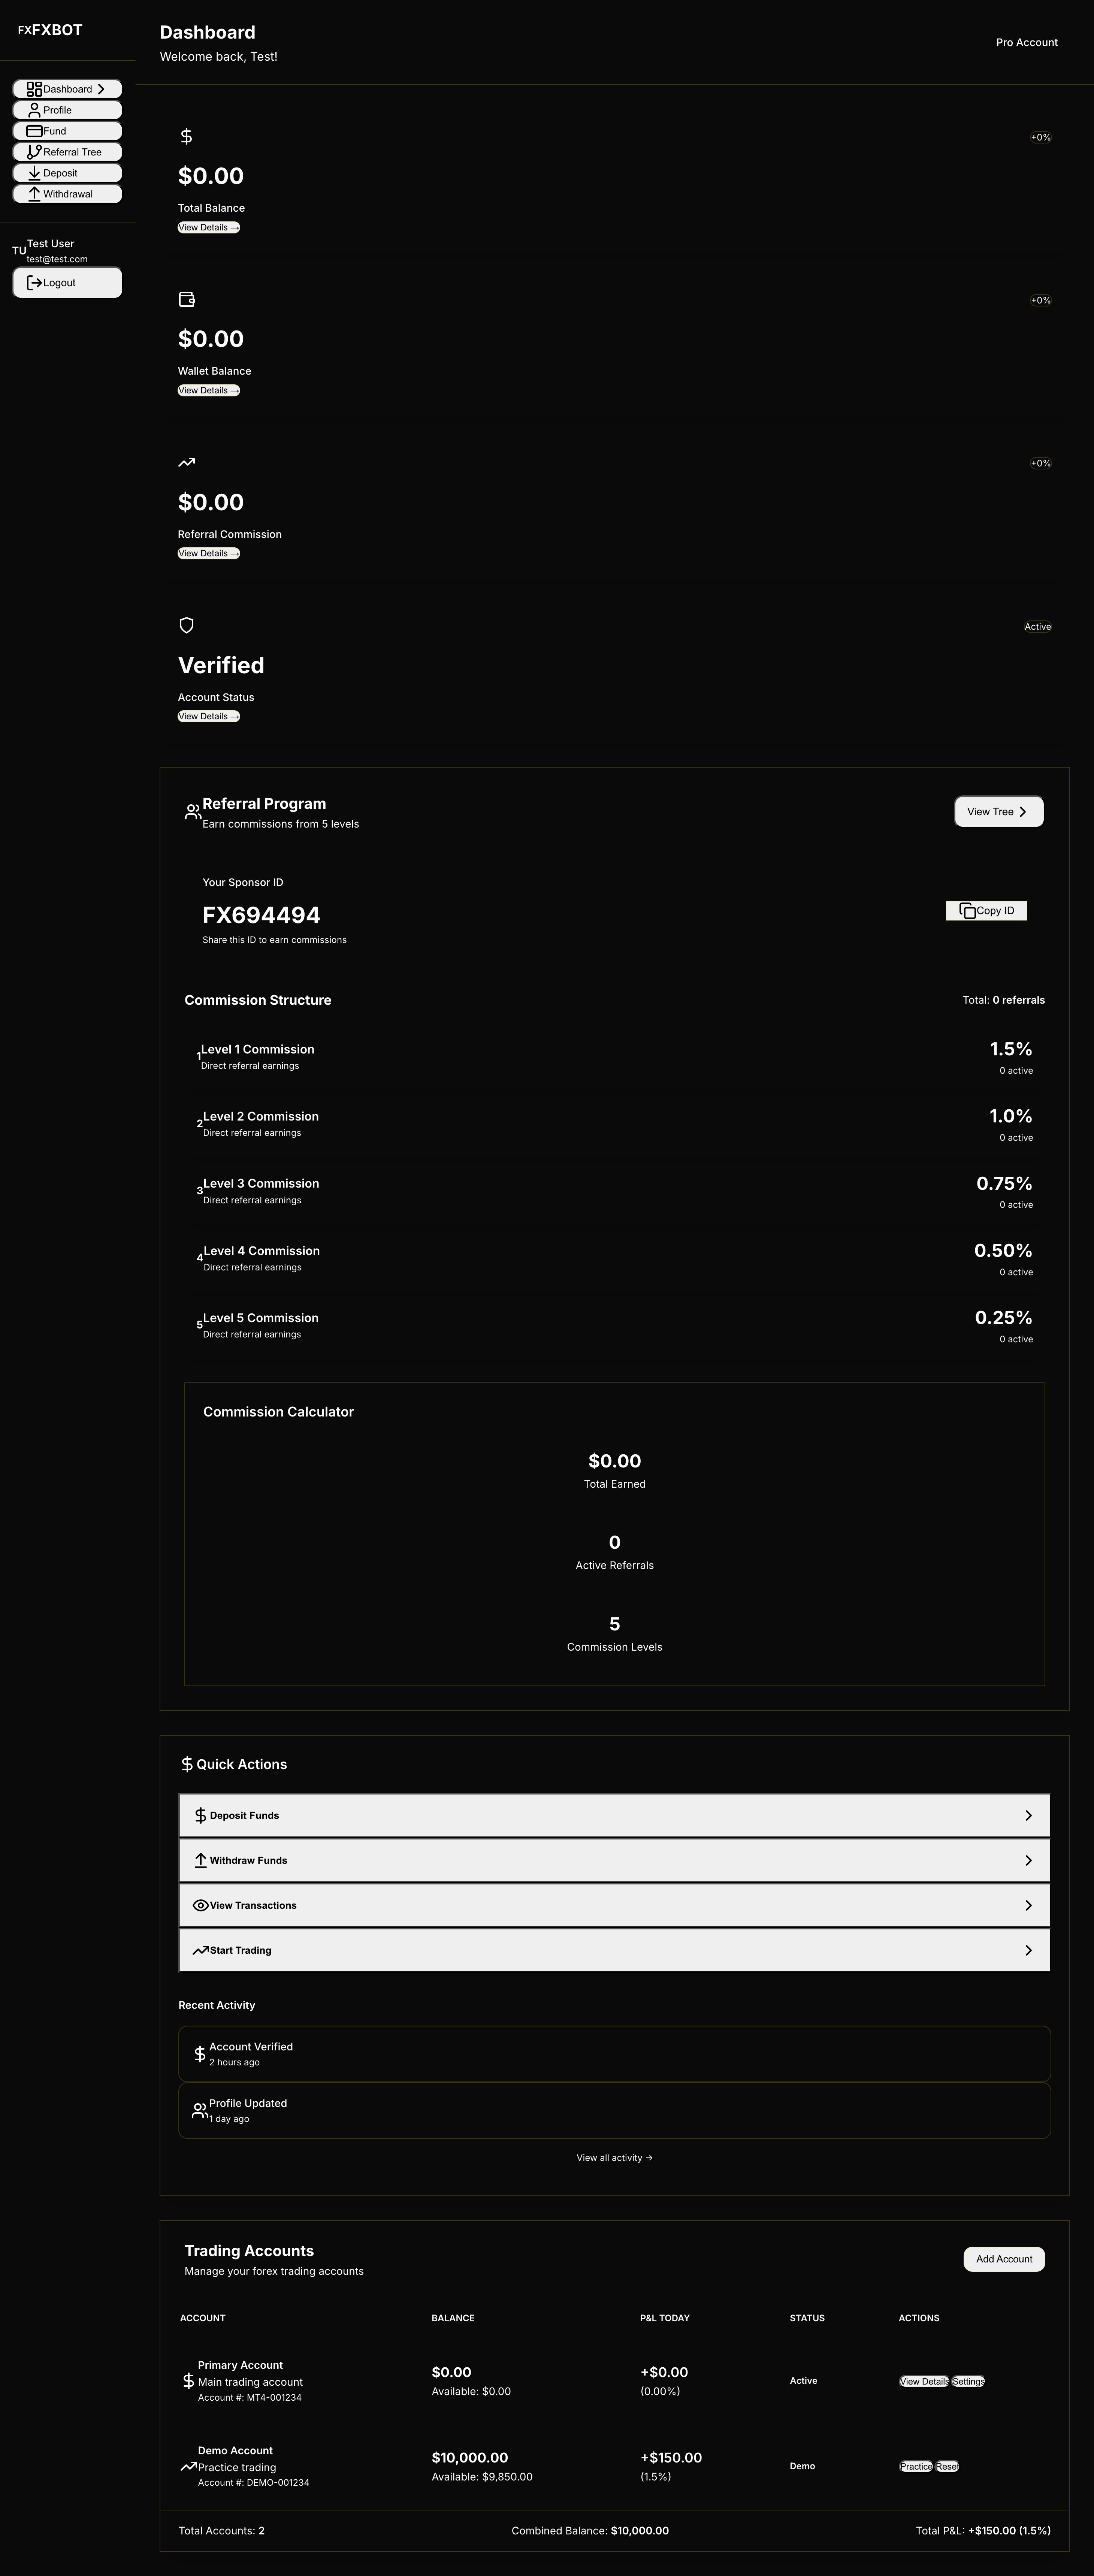 FXFXBOT
Dashboard
Profile
Fund
Referral Tree
Deposit
Withdrawal
TU
Test User
test@test.com
Logout
Dashboard
Welcome back, Test!
Pro Account
+0%
$0.00
Total Balance
View Details →
+0%
$0.00
Wallet Balance
View Details →
+0%
$0.00
Referral Commission
View Details →
Active
Verified
Account Status
View Details →
Referral Program
Earn commissions from 5 levels
View Tree
Your Sponsor ID
FX694494
Share this ID to earn commissions
Copy ID
Commission Structure
Total: 0 referrals
1
Level 1 Commission
Direct referral earnings
1.5%
0 active
2
Level 2 Commission
Direct referral earnings
1.0%
0 active
3
Level 3 Commission
Direct referral earnings
0.75%
0 active
4
Level 4 Commission
Direct referral earnings
0.50%
0 active
5
Level 5 Commission
Direct referral earnings
0.25%
0 active
Commission Calculator
$0.00
Total Earned
0
Active Referrals
5
Commission Levels
Quick Actions
Deposit Funds
Withdraw Funds
View Transactions
Start Trading
Recent Activity
Account Verified
2 hours ago
Profile Updated
1 day ago
View all activity →
Trading Accounts
Manage your forex trading accounts
Add Account
ACCOUNT BALANCE P&L TODAY STATUS ACTIONS
Primary Account
Main trading account
Account #: MT4-001234
$0.00
Available: $0.00
+$0.00
(0.00%)
Active
View Details Settings
Demo Account
Practice trading
Account #: DEMO-001234
$10,000.00
Available: $9,850.00
+$150.00
(1.5%)
Demo
Practice Reset
Total Accounts: 2 Combined Balance: $10,000.00 Total P&L: +$150.00 (1.5%)